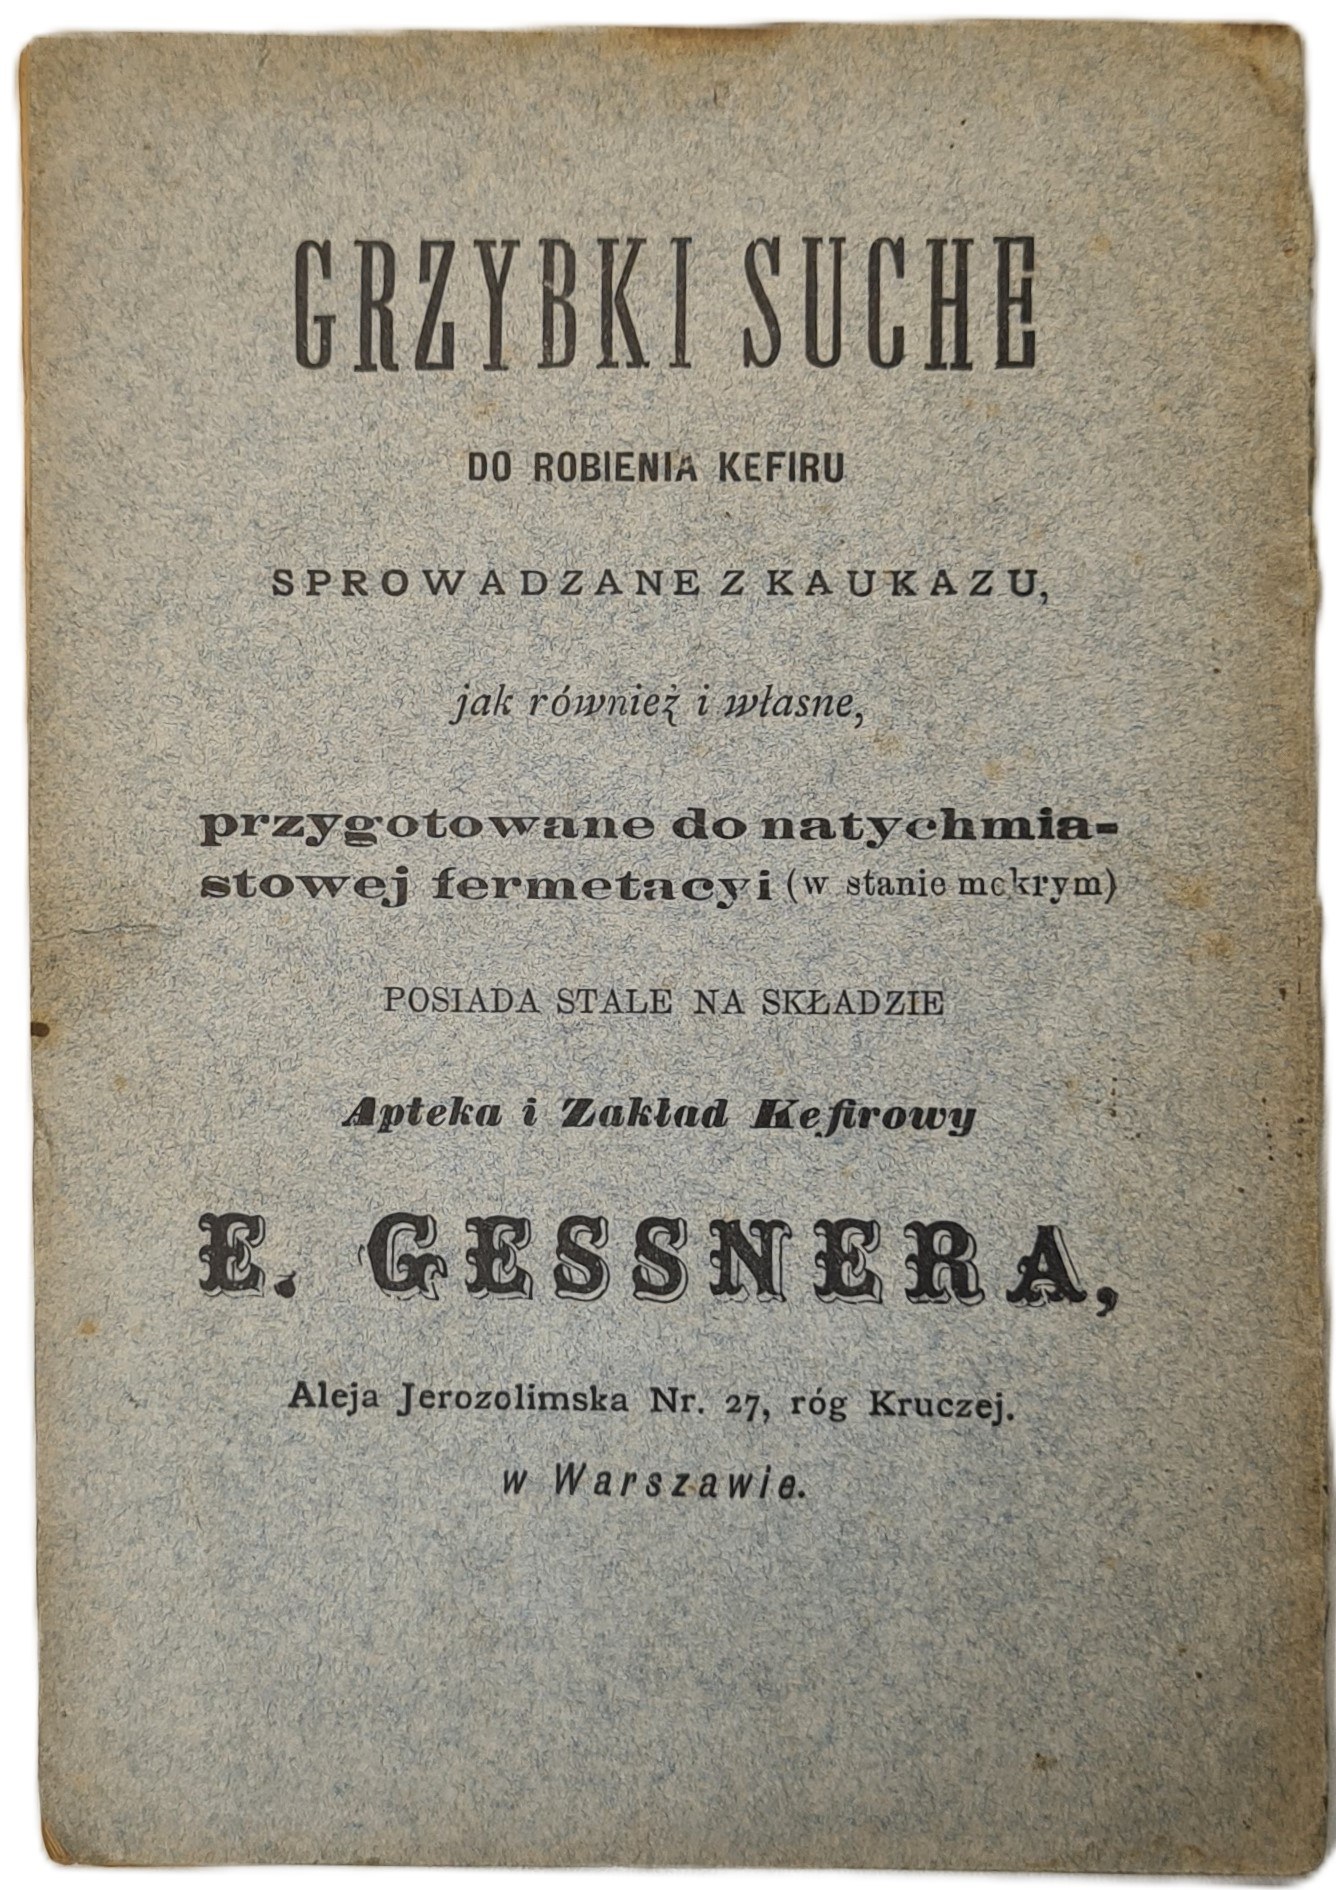 GRZYBKI SUCHE
DO ROBIENIA KEFIRU
SPROWADZANE Z KAUKAZU,
jak również i własne,
przygotowane do natychmia-
stowej fermetacyi (w stanie mokrym)
POSIADA STALE NA SKŁADZIE
Apteka i Zakład Kefirowy
E. GESSNERA,
Aleja Jerozolimska Nr. 27, róg Kruczej.
w Warszawie.